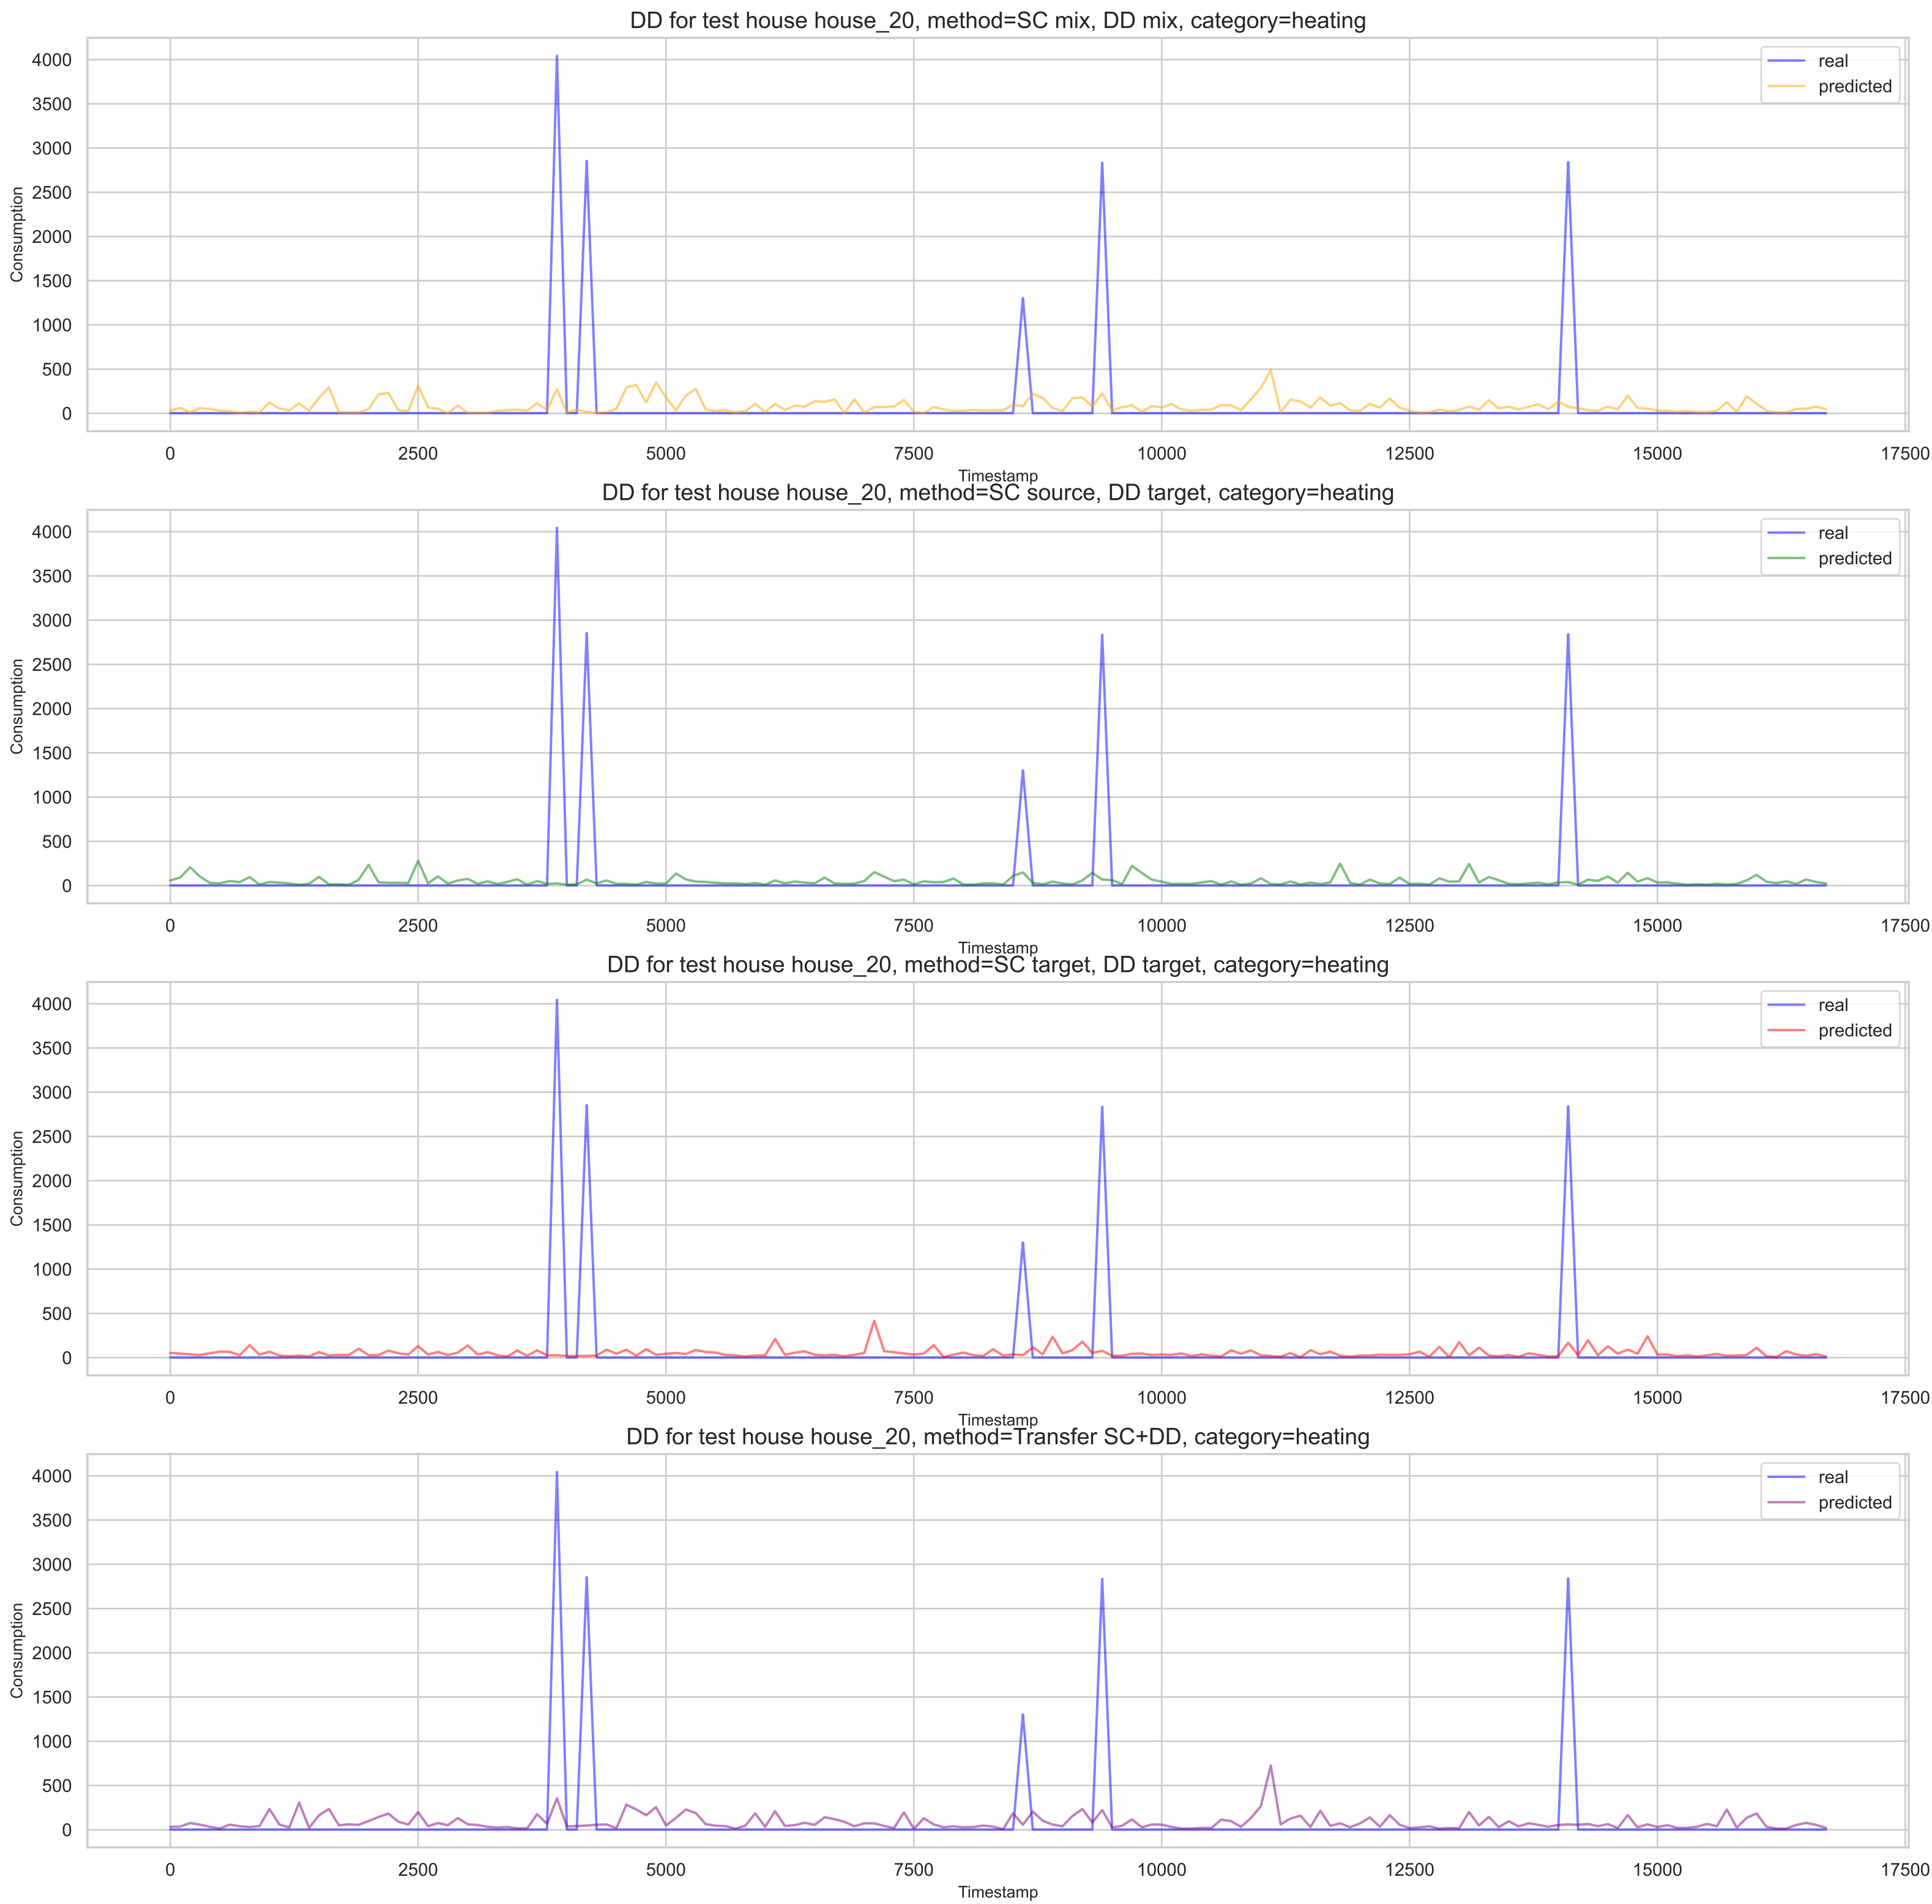 DD for test house house_20, method=SC mix, DD mix, category=heating
real
predicted
4000
3500
3000
2500
2000
1500
1000
500
0
Consumption
0 2500 5000 7500 10000 12500 15000 17500
Timestamp
DD for test house house_20, method=SC source, DD target, category=heating
real
predicted
4000
3500
3000
2500
2000
1500
1000
500
0
Consumption
0 2500 5000 7500 10000 12500 15000 17500
Timestamp
DD for test house house_20, method=SC target, DD target, category=heating
real
predicted
4000
3500
3000
2500
2000
1500
1000
500
0
Consumption
0 2500 5000 7500 10000 12500 15000 17500
Timestamp
DD for test house house_20, method=Transfer SC+DD, category=heating
real
predicted
4000
3500
3000
2500
2000
1500
1000
500
0
Consumption
0 2500 5000 7500 10000 12500 15000 17500
Timestamp